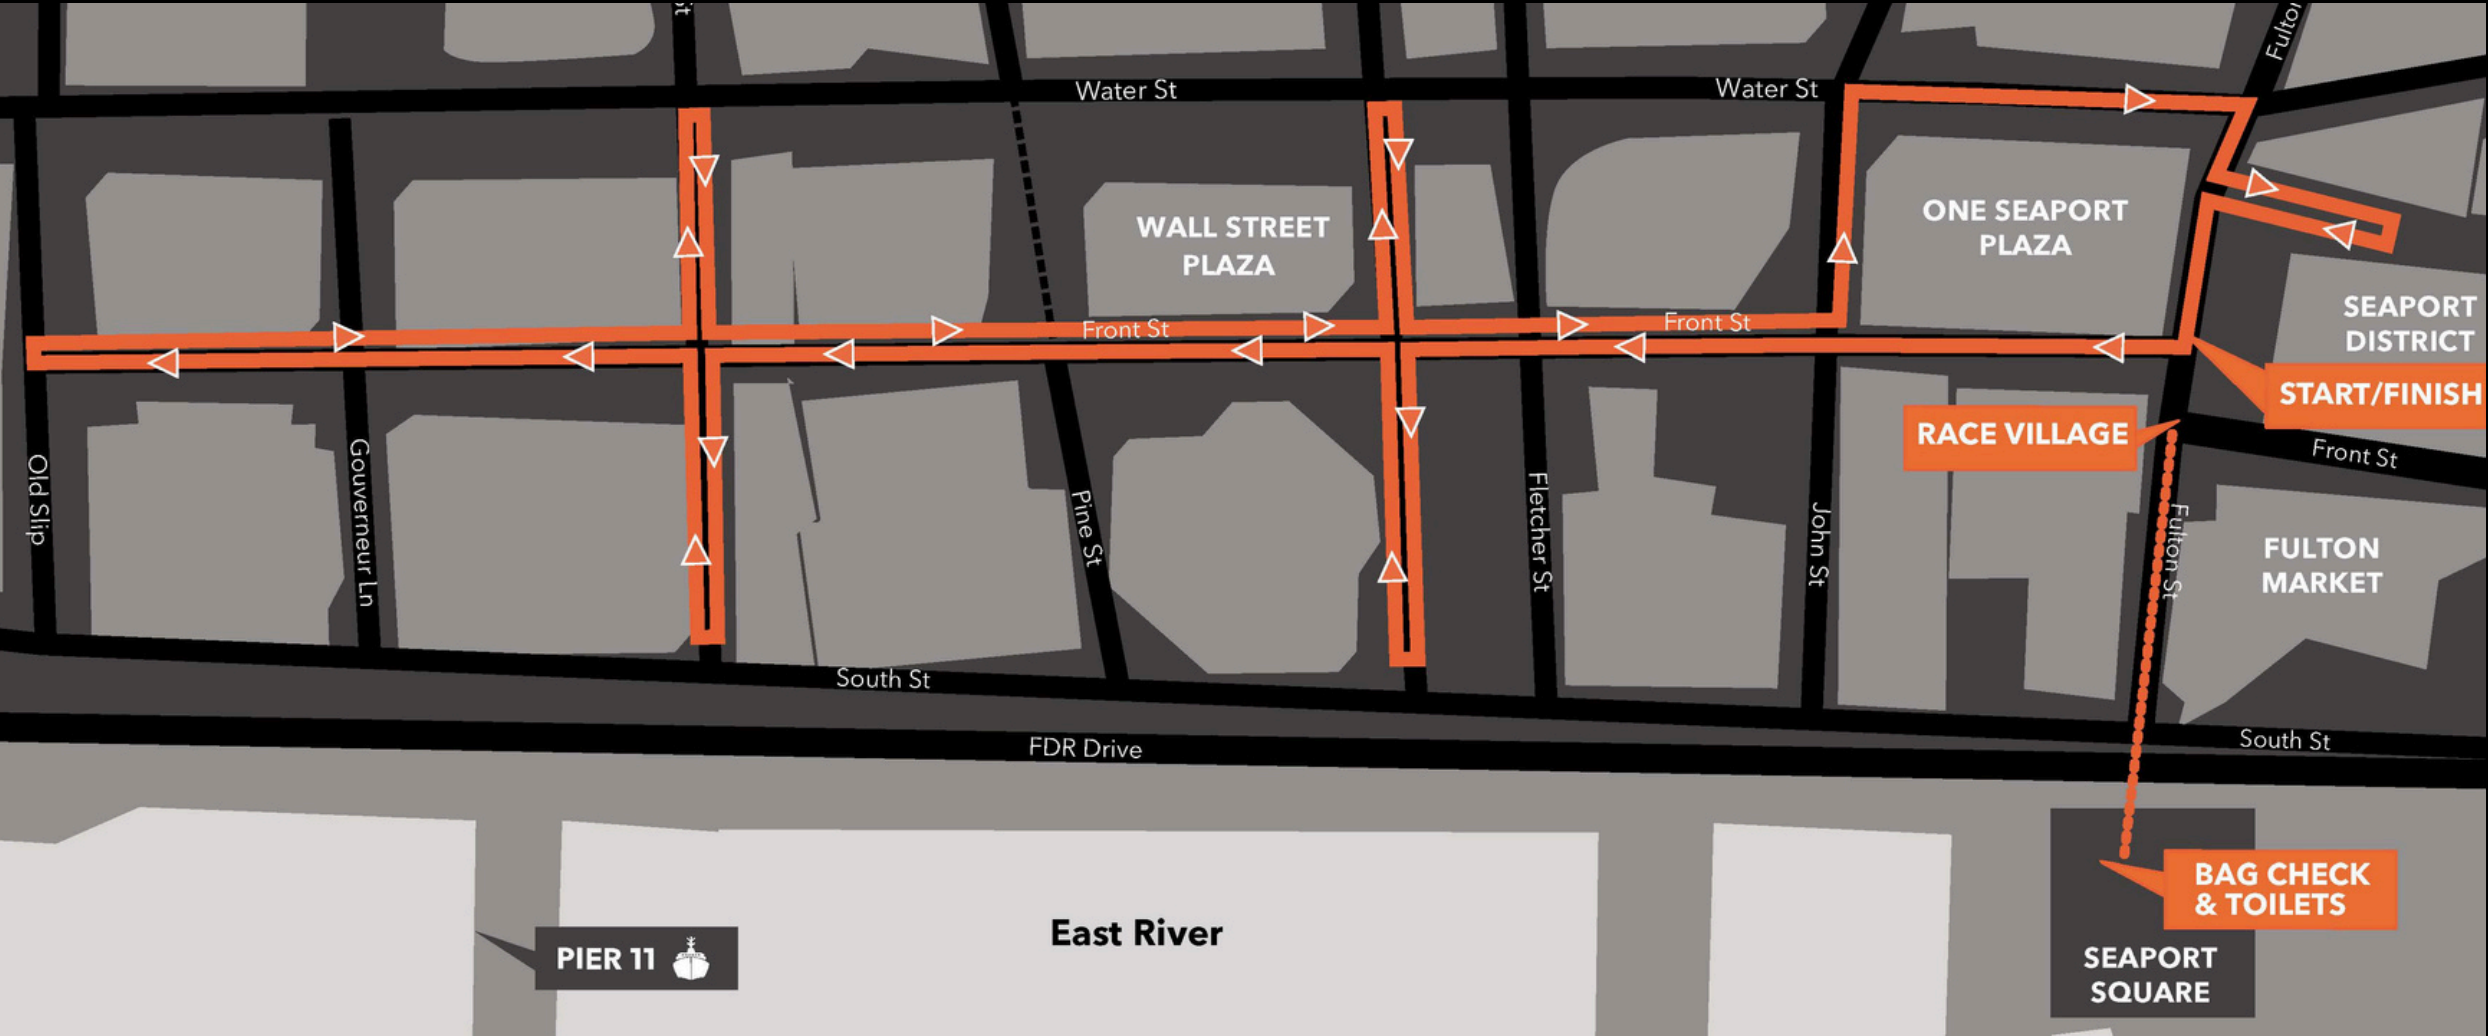 St
Fulton
Water St
Water St
WALL STREET
PLAZA
ONE SEAPORT
PLAZA
Front St
Front St
SEAPORT
DISTRICT
START/FINISH
RACE VILLAGE
Front St
Old Slip
Gouverneur Ln
Pine St
Fletcher St
John St
Fulton St
FULTON
MARKET
South St
South St
FDR Drive
BAG CHECK
& TOILETS
East River
PIER 11
SEAPORT
SQUARE